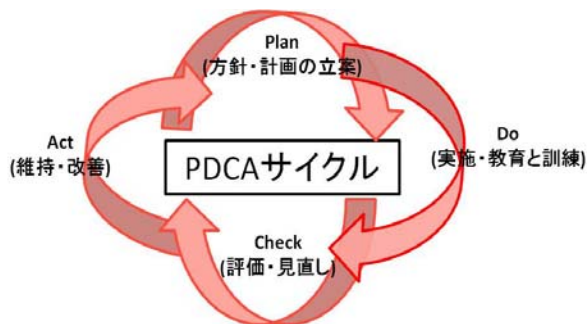 Plan
(方針・計画の立案)
Do
(実施・教育と訓練)
Act
(維持・改善)
PDCAサイクル
Check
(評価・見直し)